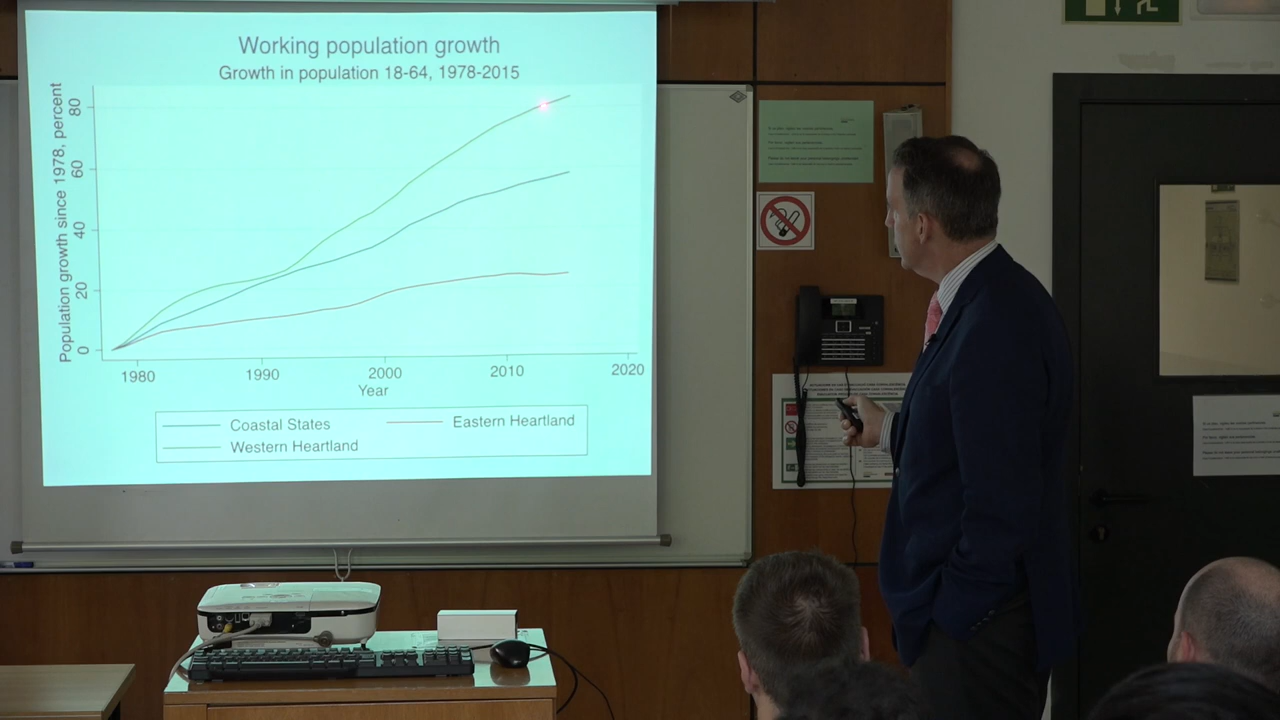 Working population growth
Growth in population 18-64, 1978-2015
Population growth since 1978, percent
80
60
40
20
0
1980
1990
2000
2010
2020
Year
Coastal States
Eastern Heartland
Western Heartland